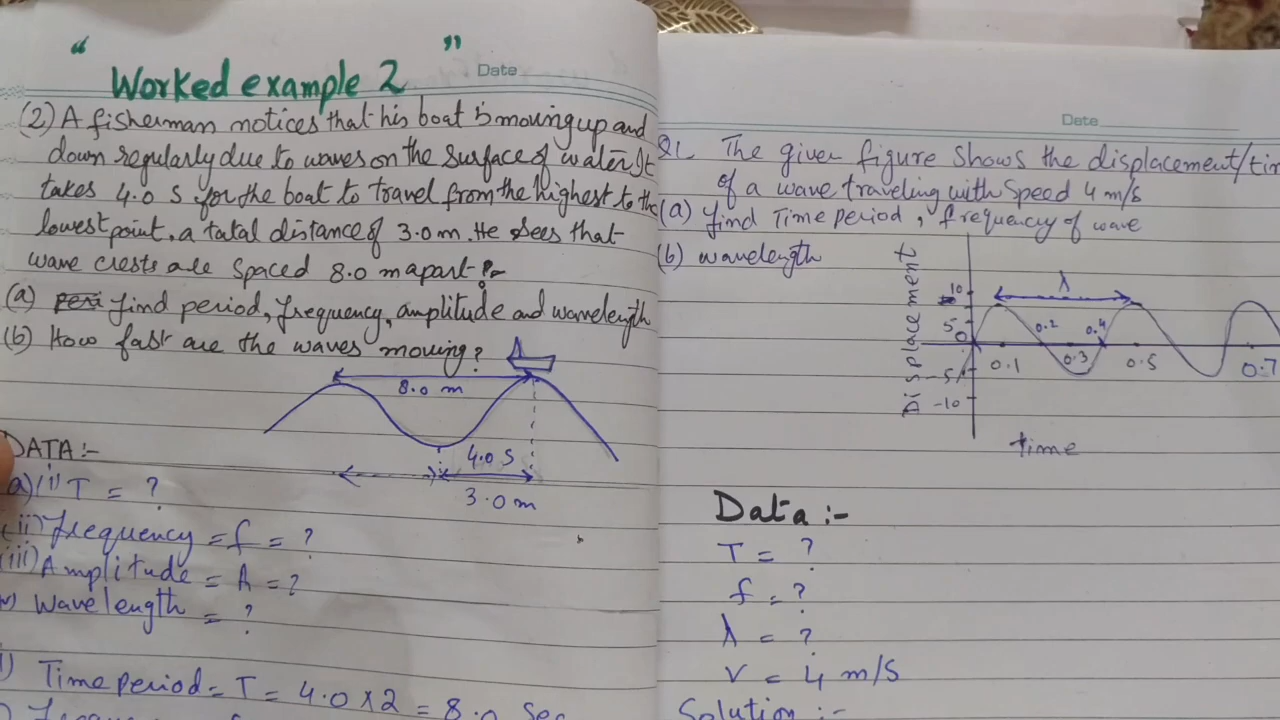 " Worked example 2 "
Date
(2) A fisherman notices that his boat is moving up and
down regularly due to waves on the surface of water. It
takes 4.0 s for the boat to travel from the highest to the
lowest point, a total distance of 3.0 m. He sees that
wave crests are spaced 8.0 m apart?
(a) find period, frequency, amplitude and wavelength
(b) How fast are the waves moving?
8.0 m
4.0 s
3.0 m
DATA :-
a) (i) T = ?
(ii) frequency = f = ?
(iii) Amplitude = A = ?
wavelength = ?
Time period = T = 4.0 x 2 = 8.0 Sec
Date
Q1. The given figure shows the displacement/tim
of a wave traveling with speed 4 m/s
(a) find Time period, frequency of wave
(b) wavelength
Displacement
λ
10
5
0
-5
-10
0.1
0.2
0.3
0.4
0.5
0.7
time
Data :-
T = ?
f = ?
λ = ?
V = 4 m/s
Solution :-